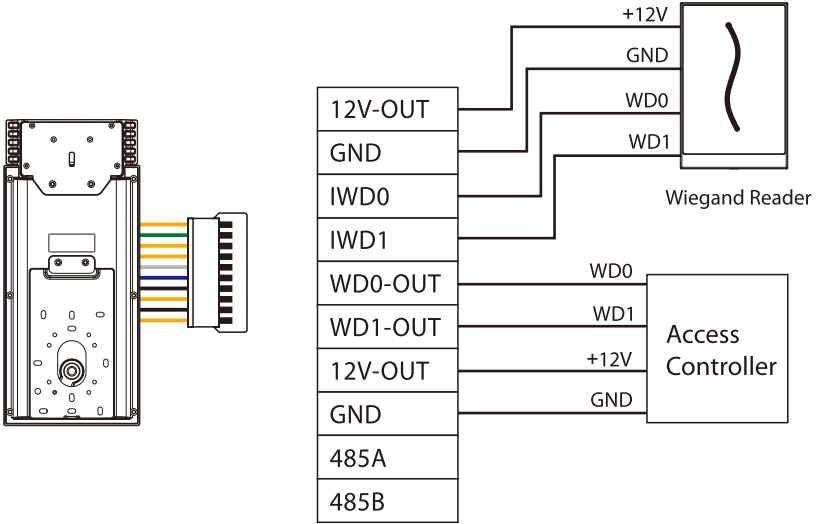 +12V
GND
WD0
WD1
Wiegand Reader
12V-OUT
GND
IWD0
IWD1
WD0-OUT
WD1-OUT
12V-OUT
GND
485A
485B
WD0
WD1
+12V
GND
Access
Controller